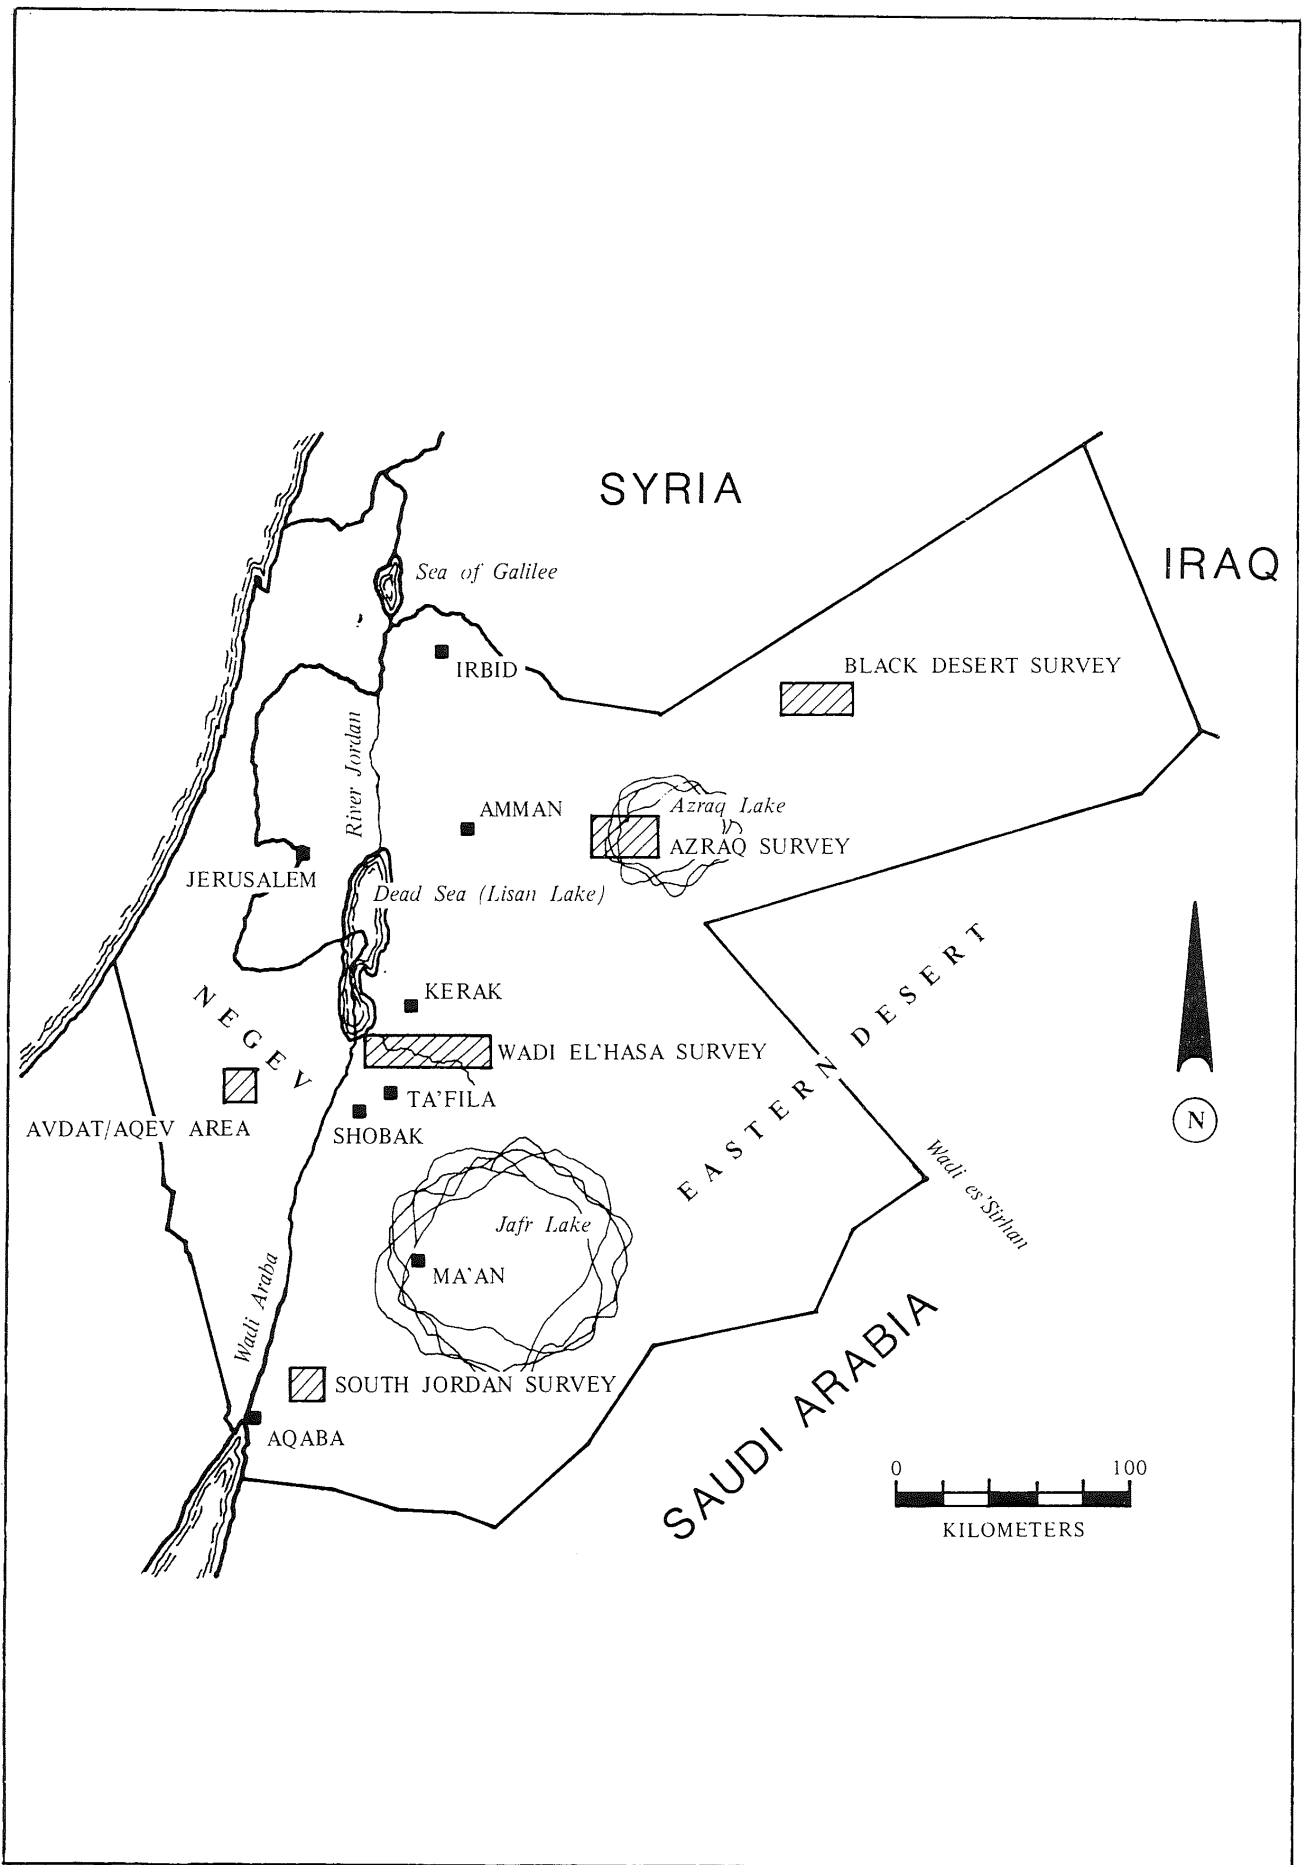 SYRIA
IRAQ
Sea of Galilee
IRBID
BLACK DESERT SURVEY
River Jordan
AMMAN
Azraq Lake
AZRAQ SURVEY
JERUSALEM
Dead Sea (Lisan Lake)
EASTERN DESERT
KERAK
NEGEV
WADI EL'HASA SURVEY
TA'FILA
AVDAT/AQEV AREA
SHOBAK
N
Wadi es'Sirhan
Jafr Lake
MA'AN
Wadi Araba
SAUDI ARABIA
SOUTH JORDAN SURVEY
AQABA
0 100
KILOMETERS